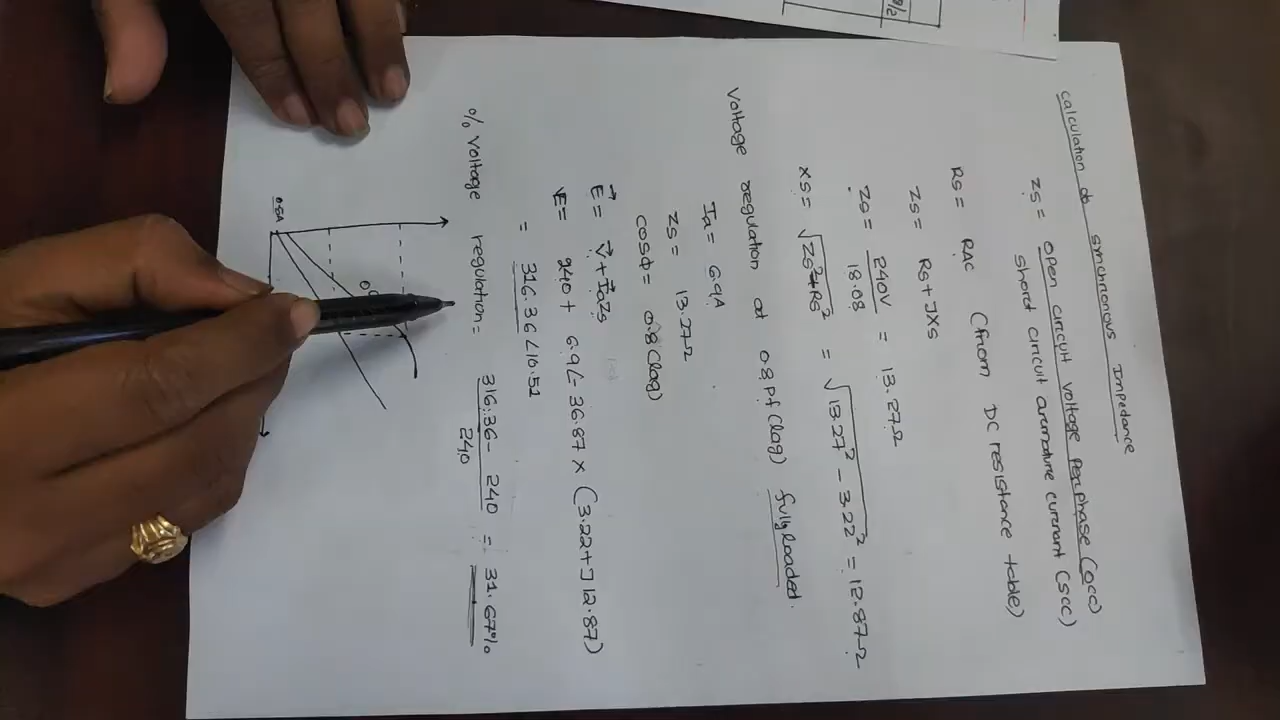 calculation of synchronous Impedance
ZS = open circuit voltage per phase (OCC)
short circuit armature current (SCC)
RS = RAC (from DC resistance table)
ZS = RS + JXS
ZS = 240V / 18.08 = 13.27Ω
XS = √ZS²-RS² = √13.27² - 3.22² = 12.87Ω
Voltage regulation at 0.8 Pf (lag) fully loaded.
Ia = 6.9A
ZS = 13.27Ω
cosΦ = 0.8 (lag)
E = V + IaZS
E = 240 + 6.9∠-36.87 × (3.22 + J 12.87)
= 316.36 ∠10.51
% voltage regulation = 316.36 - 240 / 240 = 31.67%